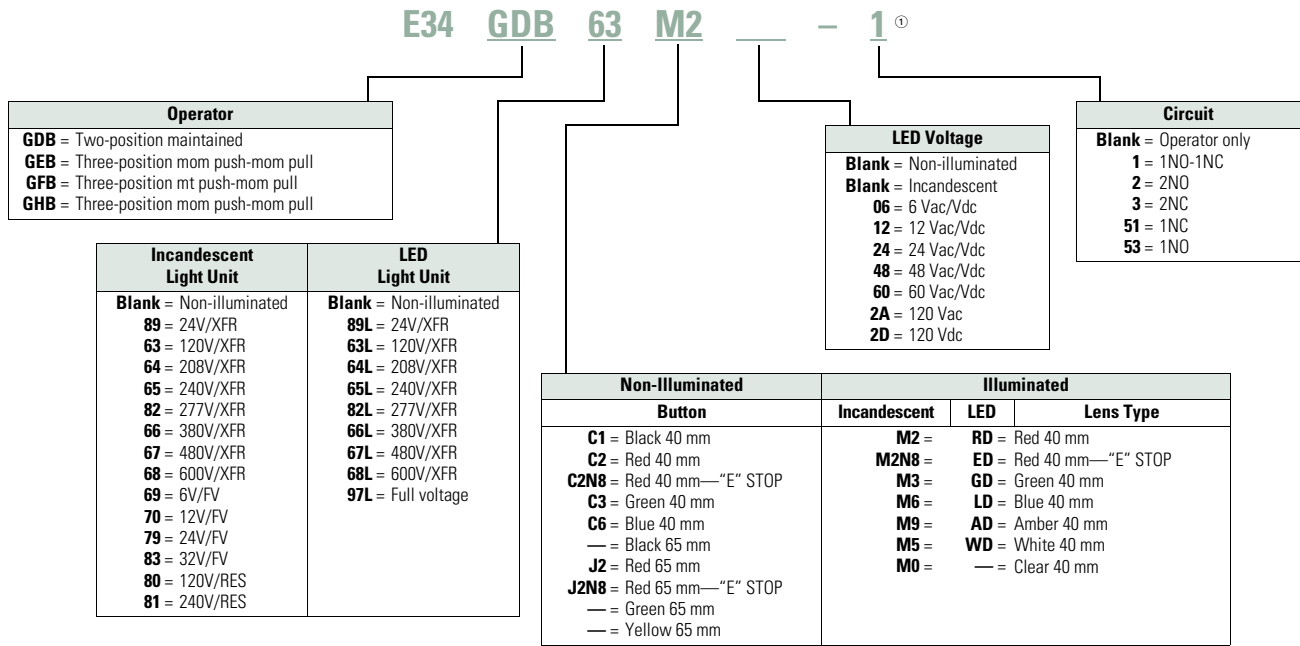 E34 GDB 63 M2 ___ – 1 ①
Operator
GDB = Two-position maintained
GEB = Three-position mom push-mom pull
GFB = Three-position mt push-mom pull
GHB = Three-position mom push-mom pull
Incandescent
Light Unit
Blank = Non-illuminated
89 = 24V/XFR
63 = 120V/XFR
64 = 208V/XFR
65 = 240V/XFR
82 = 277V/XFR
66 = 380V/XFR
67 = 480V/XFR
68 = 600V/XFR
69 = 6V/FV
70 = 12V/FV
79 = 24V/FV
83 = 32V/FV
80 = 120V/RES
81 = 240V/RES
LED
Light Unit
Blank = Non-illuminated
89L = 24V/XFR
63L = 120V/XFR
64L = 208V/XFR
65L = 240V/XFR
82L = 277V/XFR
66L = 380V/XFR
67L = 480V/XFR
68L = 600V/XFR
97L = Full voltage
Non-Illuminated
Button
C1 = Black 40 mm
C2 = Red 40 mm
C2N8 = Red 40 mm—“E” STOP
C3 = Green 40 mm
C6 = Blue 40 mm
— = Black 65 mm
J2 = Red 65 mm
J2N8 = Red 65 mm—“E” STOP
— = Green 65 mm
— = Yellow 65 mm
Illuminated
Incandescent LED Lens Type
M2 = RD = Red 40 mm
M2N8 = ED = Red 40 mm—“E” STOP
M3 = GD = Green 40 mm
M6 = LD = Blue 40 mm
M9 = AD = Amber 40 mm
M5 = WD = White 40 mm
M0 = — = Clear 40 mm
LED Voltage
Blank = Non-illuminated
Blank = Incandescent
06 = 6 Vac/Vdc
12 = 12 Vac/Vdc
24 = 24 Vac/Vdc
48 = 48 Vac/Vdc
60 = 60 Vac/Vdc
2A = 120 Vac
2D = 120 Vdc
Circuit
Blank = Operator only
1 = 1NO-1NC
2 = 2NO
3 = 2NC
51 = 1NC
53 = 1NO